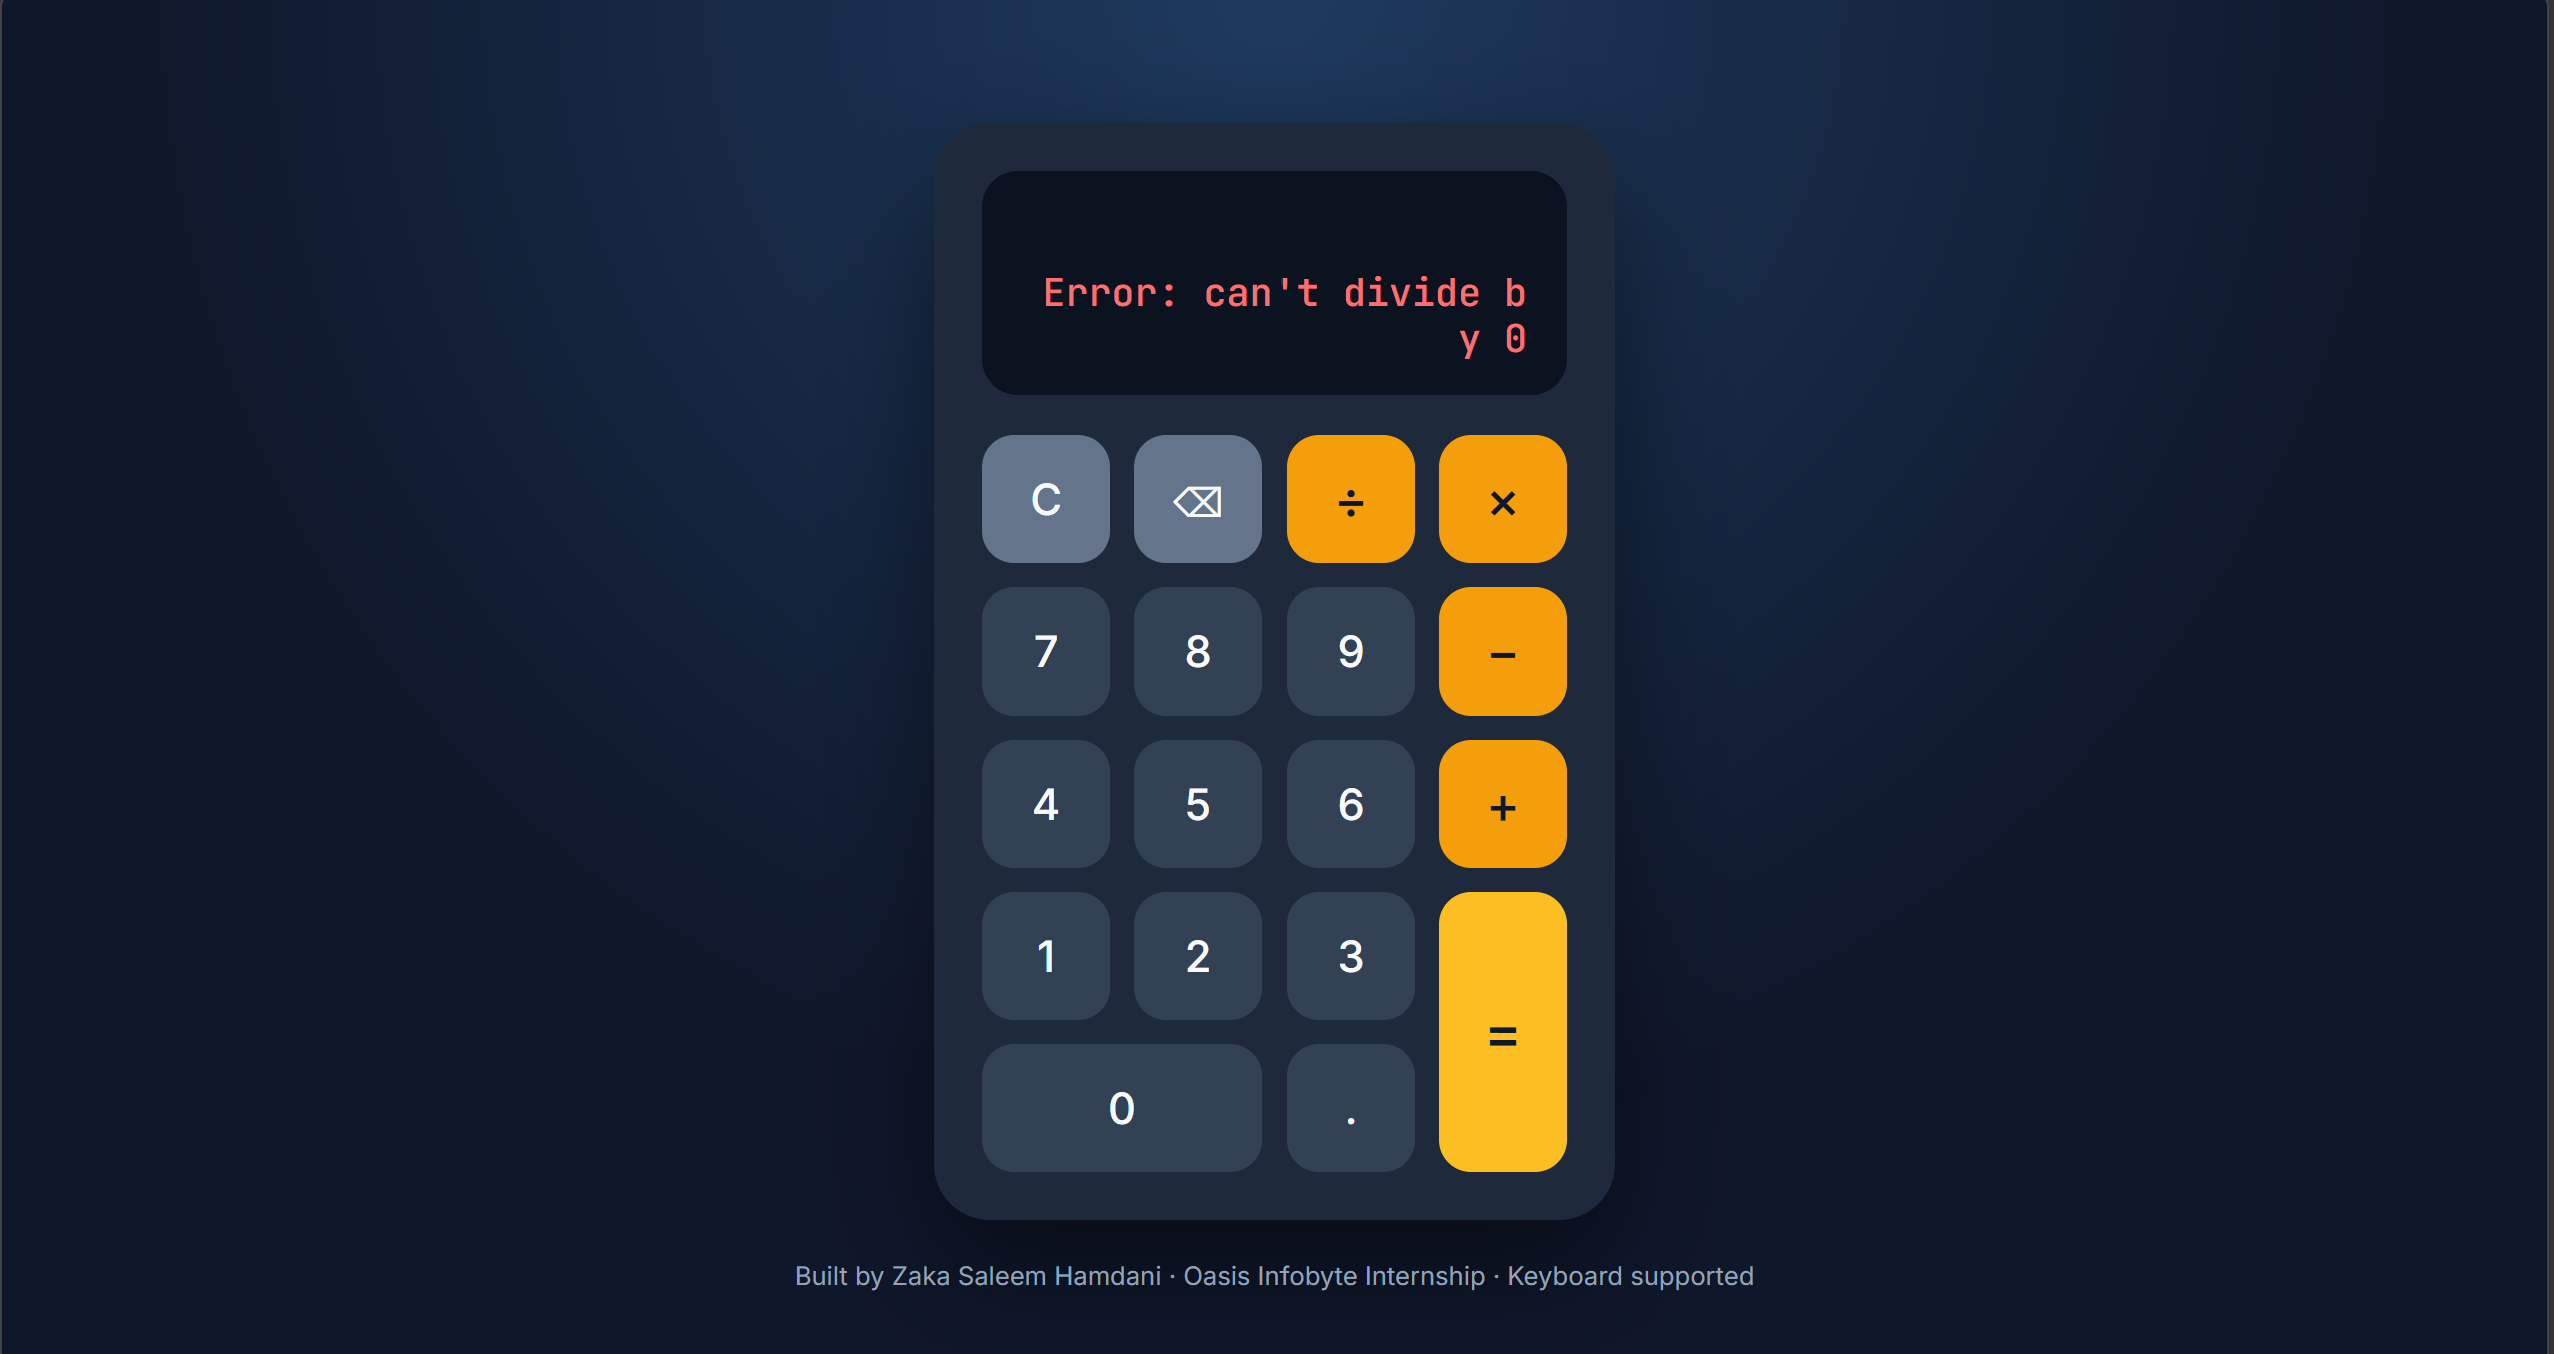 Error: can't divide b
y 0
C ⌫ ÷ ×
7 8 9 −
4 5 6 +
1 2 3
=
0 .
Built by Zaka Saleem Hamdani · Oasis Infobyte Internship · Keyboard supported